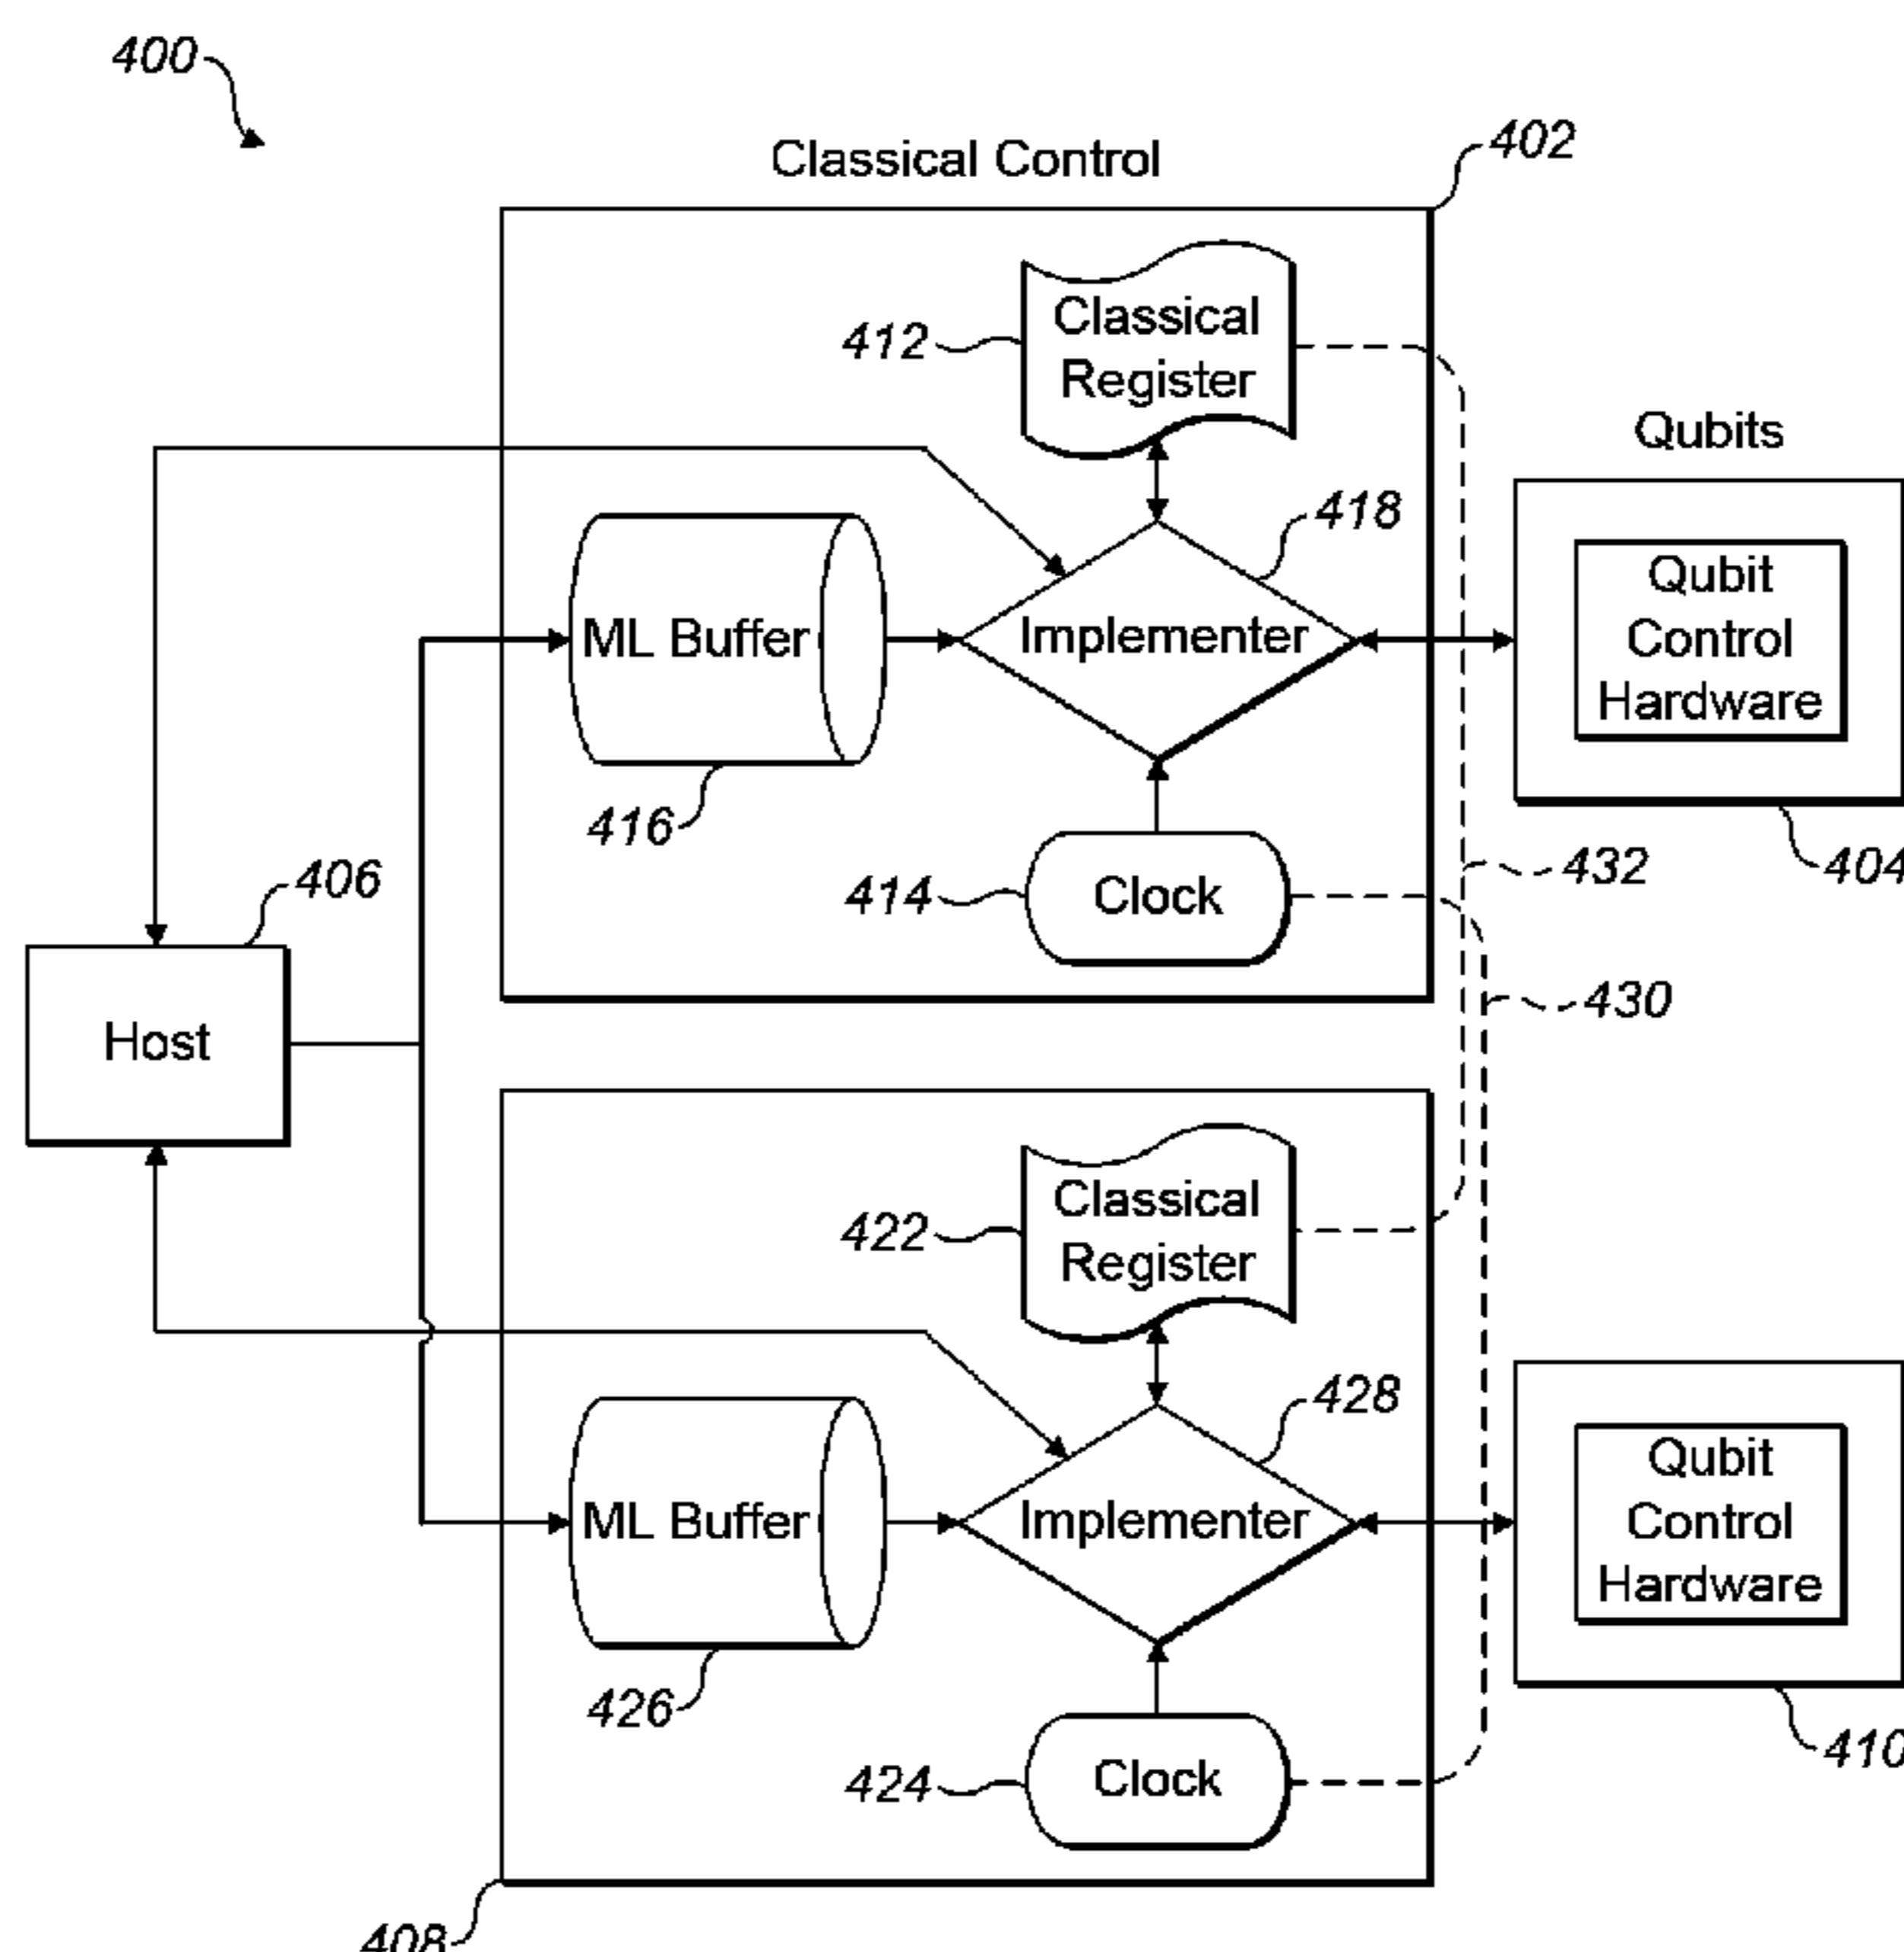 400
Classical Control
402
412
Classical
Register
Qubits
418
ML Buffer
Implementer
Qubit
Control
Hardware
416
432
404
406
414
Clock
430
Host
422
Classical
Register
428
ML Buffer
Implementer
Qubit
Control
Hardware
426
410
424
Clock
408